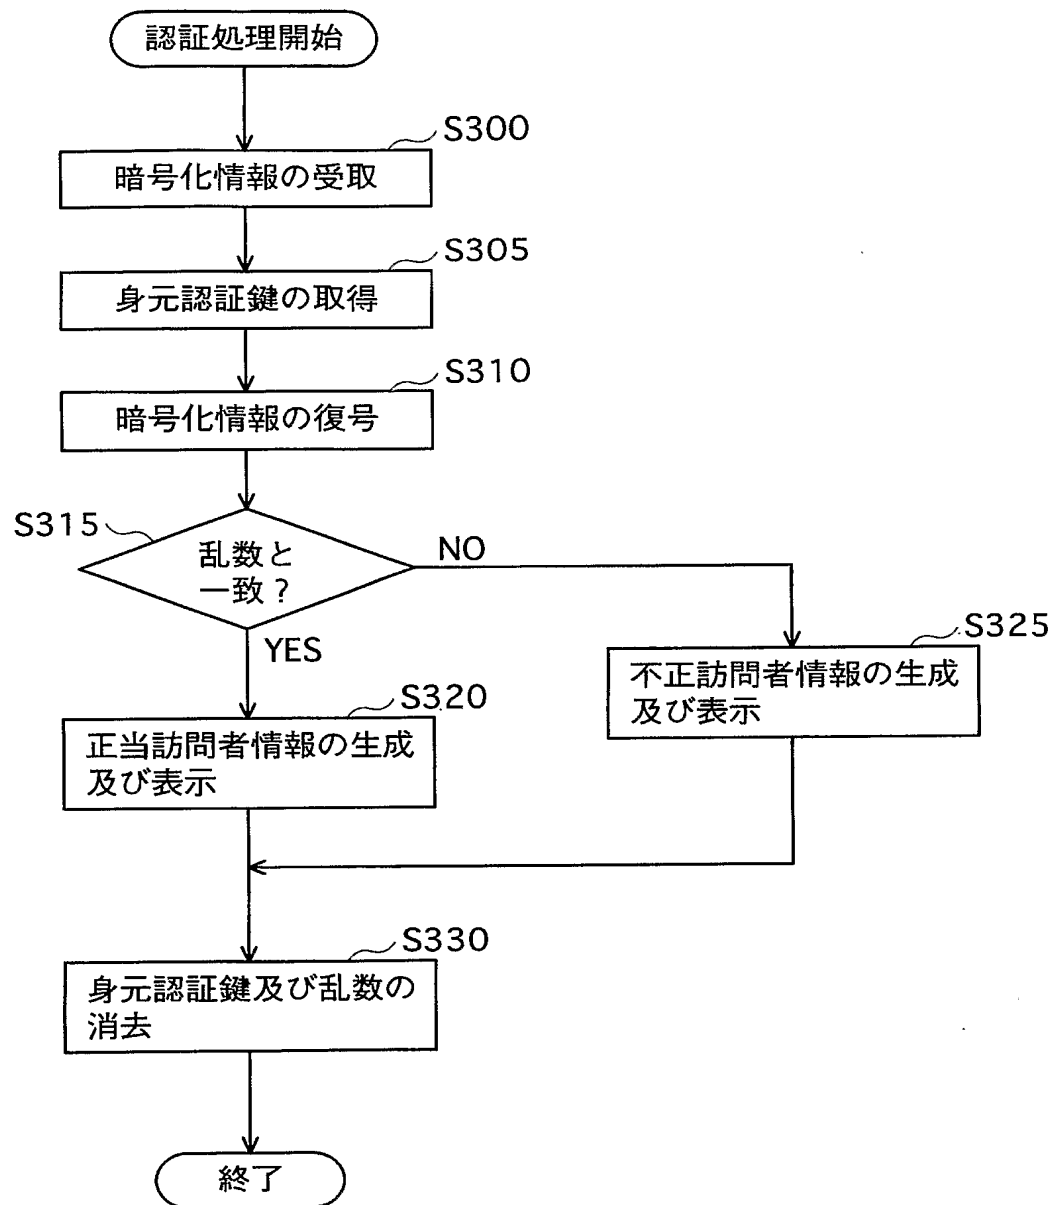 認証処理開始
S300
暗号化情報の受取
S305
身元認証鍵の取得
S310
暗号化情報の復号
S315
乱数と
一致?
NO
YES
S325
不正訪問者情報の生成
及び表示
S320
正当訪問者情報の生成
及び表示
S330
身元認証鍵及び乱数の
消去
終了